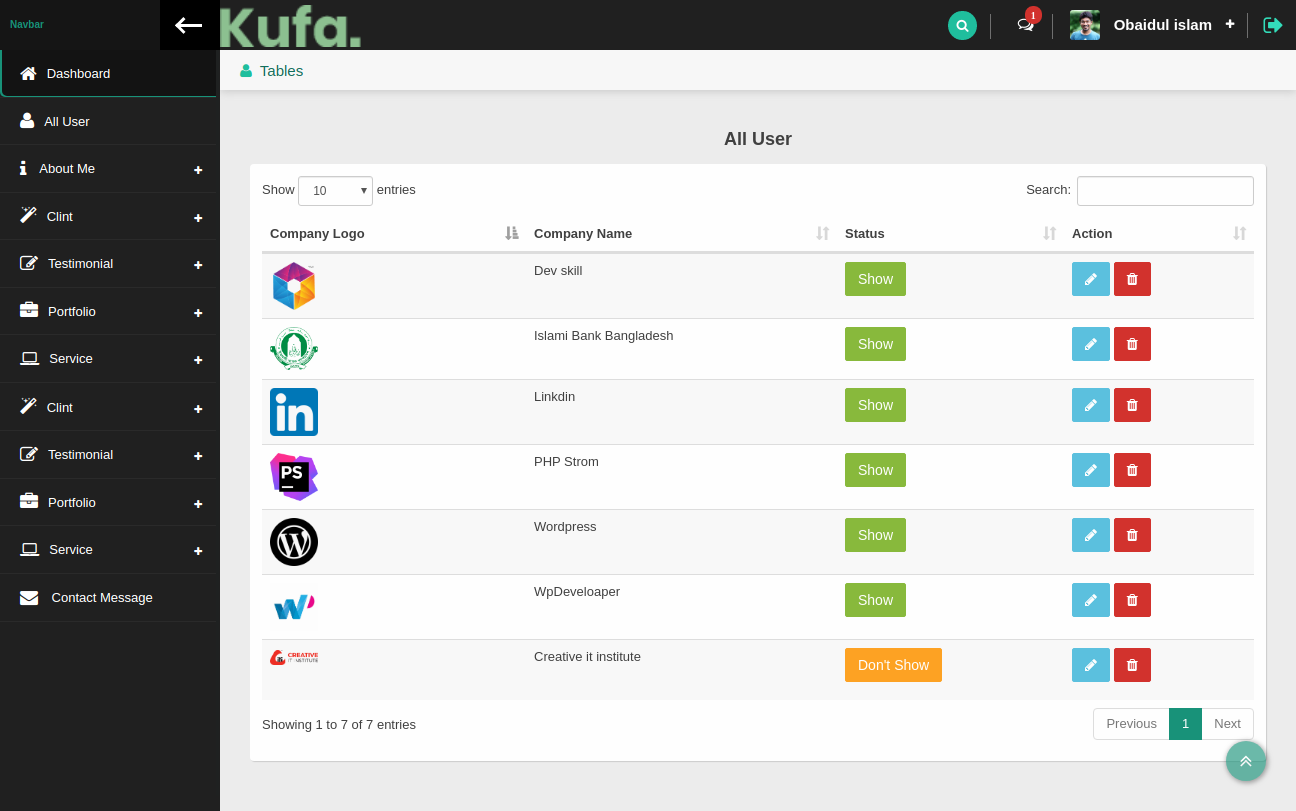 Navbar
Kufa.
1
Obaidul islam
Tables
Dashboard
All User
About Me
Clint
Testimonial
Portfolio
Service
Clint
Testimonial
Portfolio
Service
Contact Message
All User
Show 10 entries
Search:
Company Logo Company Name Status Action
Dev skill Show
Islami Bank Bangladesh Show
in Linkdin Show
PS PHP Strom Show
W Wordpress Show
WpDeveloaper Show
CREATIVE
IT INSTITUTE
Creative it institute Don't Show
Showing 1 to 7 of 7 entries
Previous 1 Next